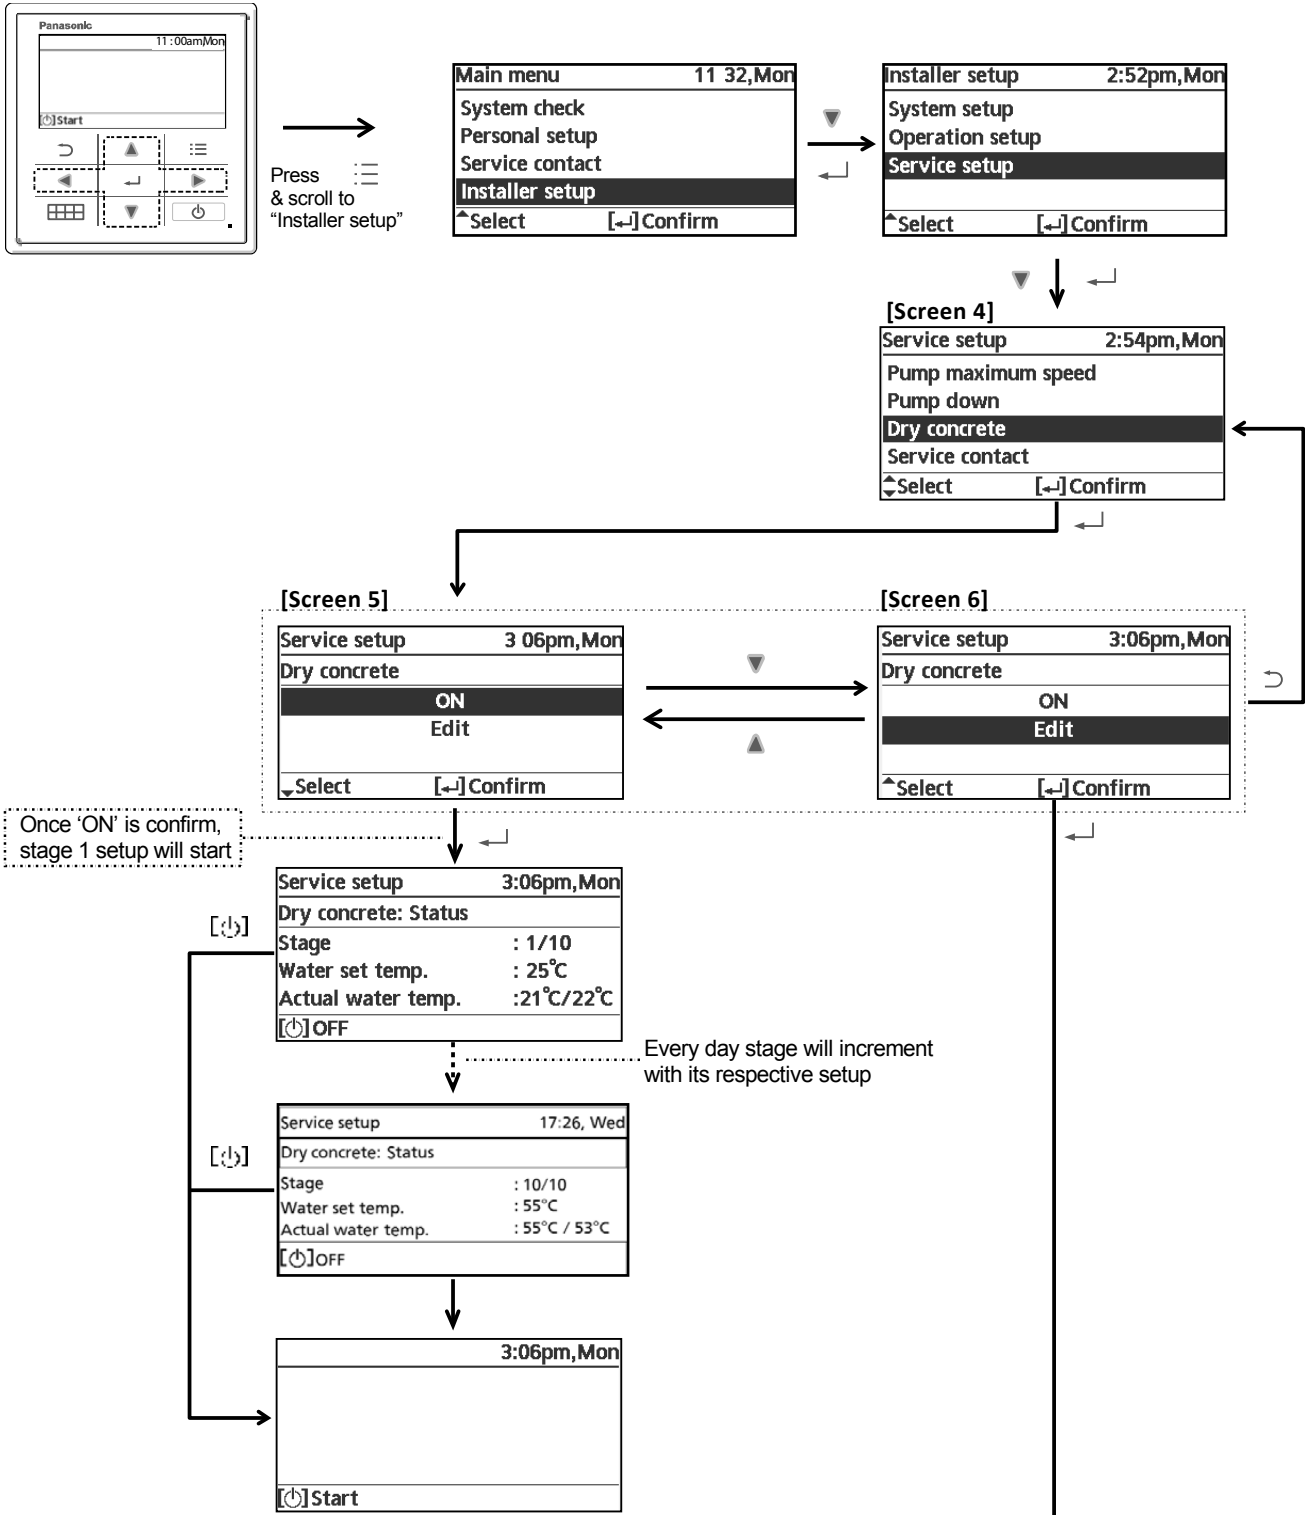 Panasonic
11:00am,Mon
[⏻]Start
Press
& scroll to
“Installer setup”
Main menu 11 32,Mon
System check
Personal setup
Service contact
Installer setup
Select [↵]Confirm
Installer setup 2:52pm,Mon
System setup
Operation setup
Service setup
Select [↵]Confirm
[Screen 4]
Service setup 2:54pm,Mon
Pump maximum speed
Pump down
Dry concrete
Service contact
Select [↵]Confirm
[Screen 5]
Service setup 3 06pm,Mon
Dry concrete
ON
Edit
Select [↵]Confirm
[Screen 6]
Service setup 3:06pm,Mon
Dry concrete
ON
Edit
Select [↵]Confirm
Once ‘ON’ is confirm,
stage 1 setup will start
Service setup 3:06pm,Mon
Dry concrete: Status
Stage : 1/10
Water set temp. : 25°C
Actual water temp. :21°C/22°C
[⏻]OFF
[⏻]
Every day stage will increment
with its respective setup
Service setup 17:26, Wed
Dry concrete: Status
Stage : 10/10
Water set temp. : 55°C
Actual water temp. : 55°C / 53°C
[⏻]OFF
[⏻]
3:06pm,Mon
[⏻]Start